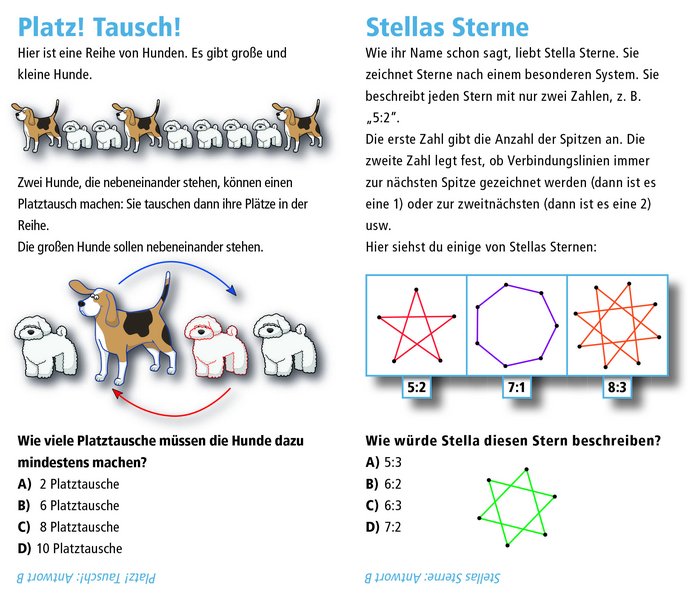 Platz! Tausch!
Hier ist eine Reihe von Hunden. Es gibt große und
kleine Hunde.
Zwei Hunde, die nebeneinander stehen, können einen
Platztausch machen: Sie tauschen dann ihre Plätze in der
Reihe.
Die großen Hunde sollen nebeneinander stehen.
Wie viele Platztausche müssen die Hunde dazu
mindestens machen?
A) 2 Platztausche
B) 6 Platztausche
C) 8 Platztausche
D) 10 Platztausche
Platz! Tausch!: Antwort B
Stellas Sterne
Wie ihr Name schon sagt, liebt Stella Sterne. Sie
zeichnet Sterne nach einem besonderen System. Sie
beschreibt jeden Stern mit nur zwei Zahlen, z. B.
„5:2”.
Die erste Zahl gibt die Anzahl der Spitzen an. Die
zweite Zahl legt fest, ob Verbindungslinien immer
zur nächsten Spitze gezeichnet werden (dann ist es
eine 1) oder zur zweitnächsten (dann ist es eine 2)
usw.
Hier siehst du einige von Stellas Sternen:
5:2
7:1
8:3
Wie würde Stella diesen Stern beschreiben?
A) 5:3
B) 6:2
C) 6:3
D) 7:2
Stellas Sterne: Antwort B